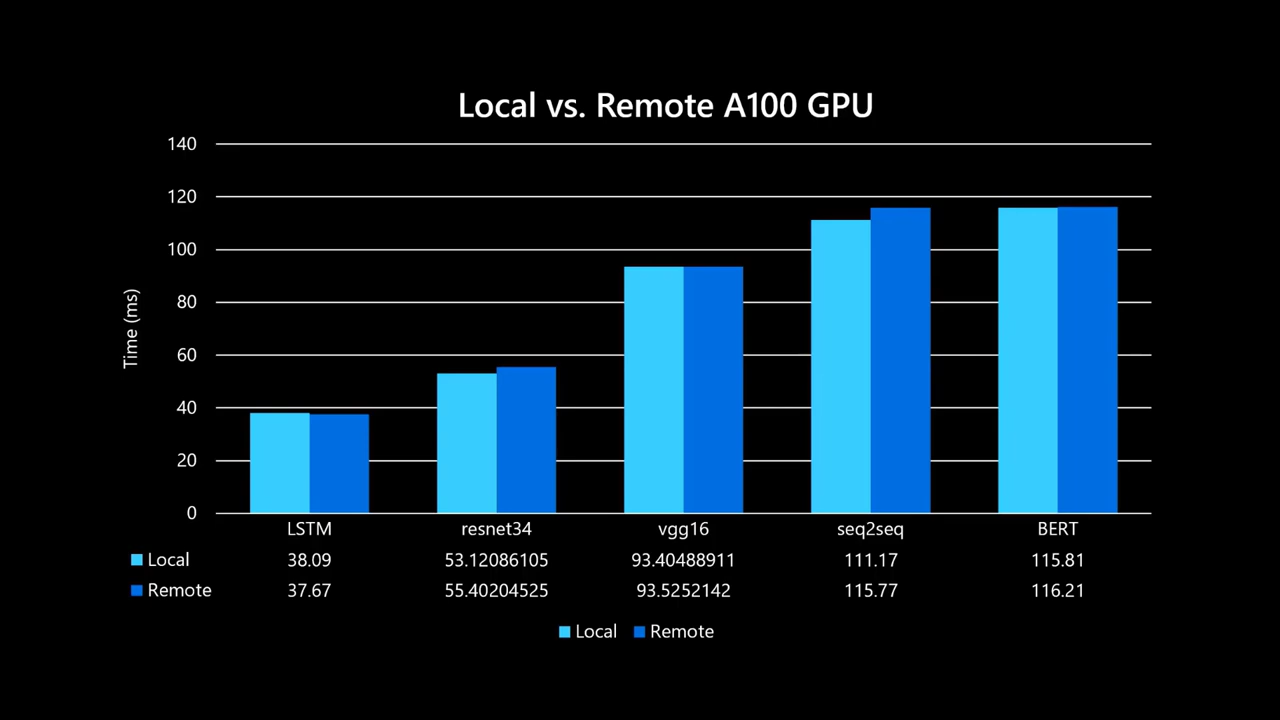 Local vs. Remote A100 GPU
140
120
100
80
60
40
20
0
Time (ms)
LSTM resnet34 vgg16 seq2seq BERT
Local 38.09 53.12086105 93.40488911 111.17 115.81
Remote 37.67 55.40204525 93.5252142 115.77 116.21
Local Remote